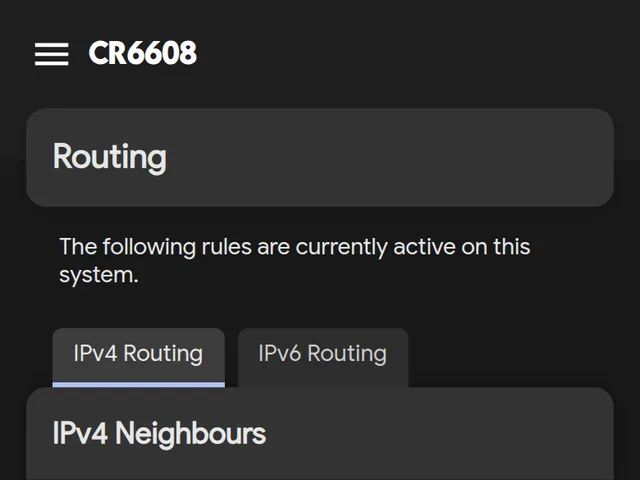 CR6608
Routing
The following rules are currently active on this
system.
IPv4 Routing IPv6 Routing
IPv4 Neighbours